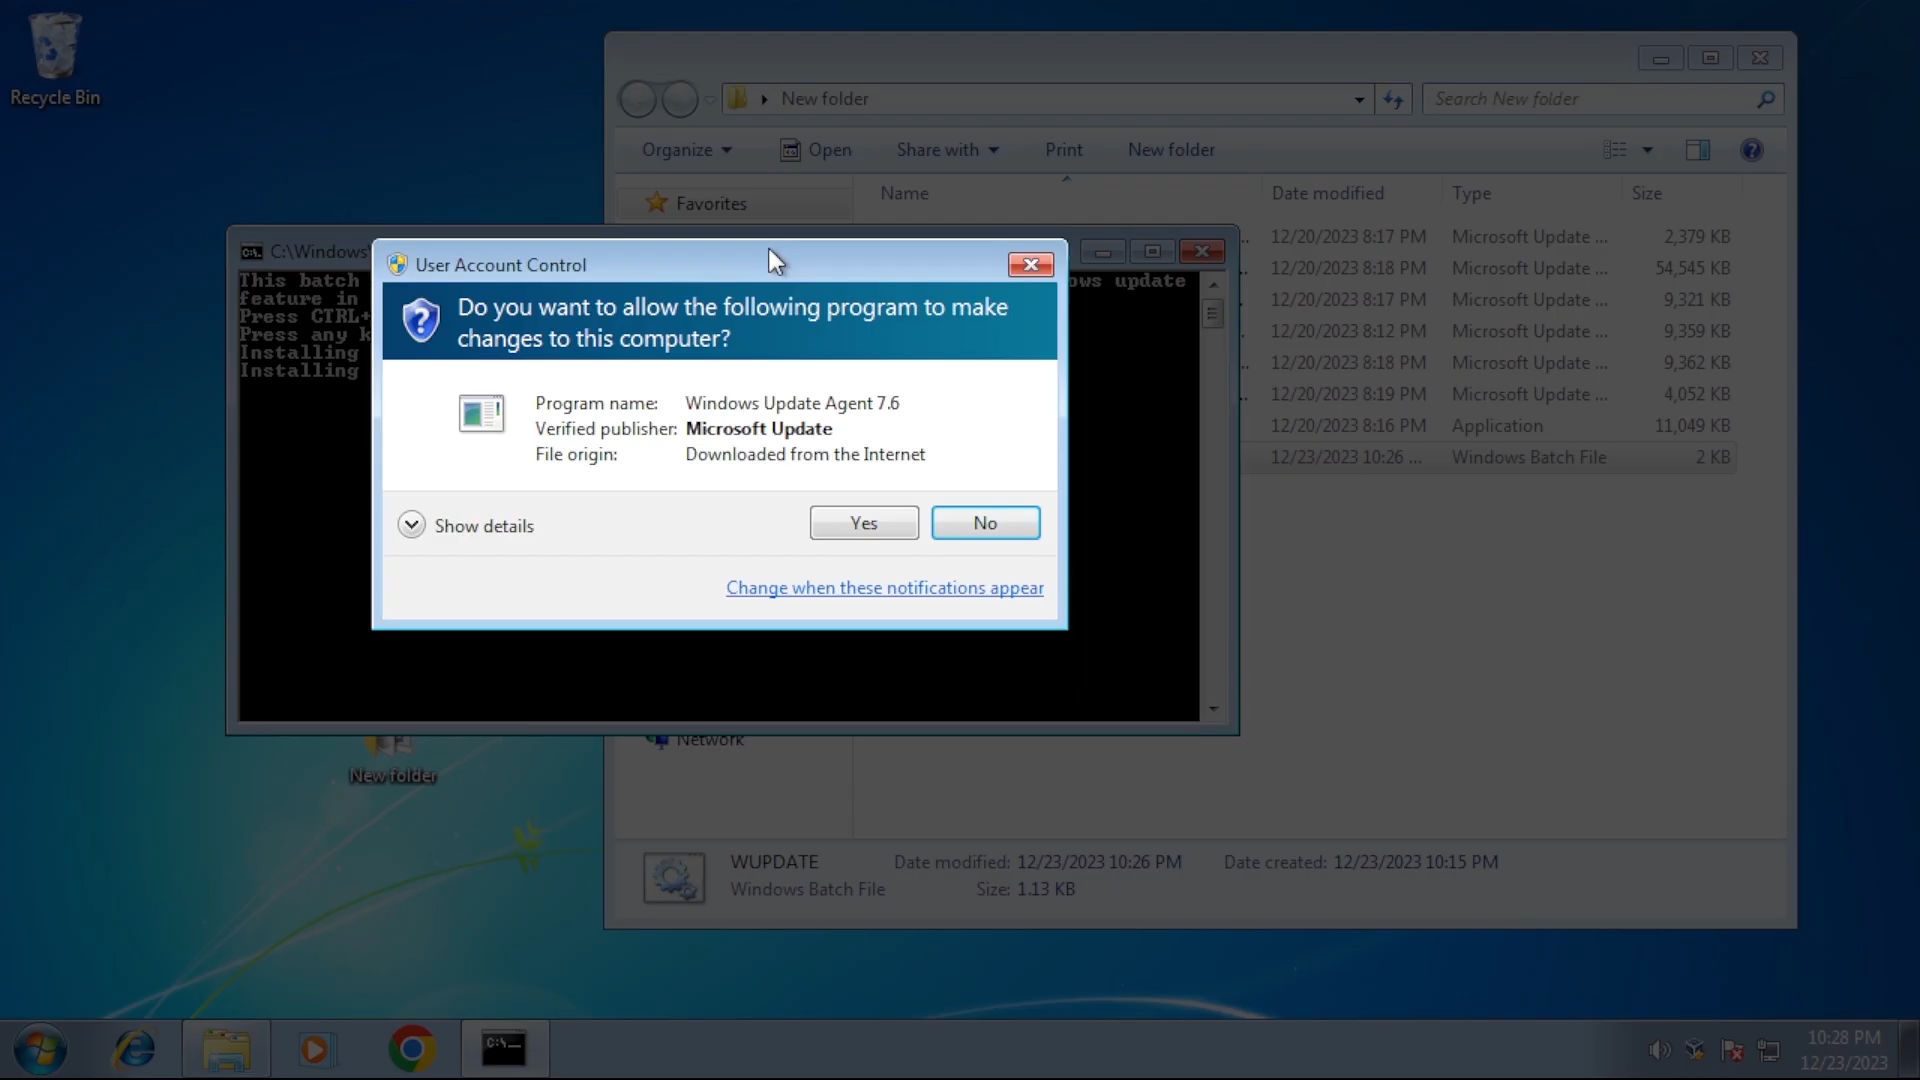 Recycle Bin
New folder
Search New folder
Organize
Open
Share with
Print
New folder
Favorites
Name
Date modified
Type
Size
12/20/2023 8:17 PM Microsoft Update ... 2,379 KB
12/20/2023 8:18 PM Microsoft Update ... 54,545 KB
12/20/2023 8:17 PM Microsoft Update ... 9,321 KB
12/20/2023 8:12 PM Microsoft Update ... 9,359 KB
12/20/2023 8:18 PM Microsoft Update ... 9,362 KB
12/20/2023 8:19 PM Microsoft Update ... 4,052 KB
12/20/2023 8:16 PM Application 11,049 KB
12/23/2023 10:26 ... Windows Batch File 2 KB
C:\Windows
This batch
ows update
feature in
Press CTRL+
Press any k
Installing
Installing
User Account Control
Do you want to allow the following program to make
changes to this computer?
Program name: Windows Update Agent 7.6
Verified publisher: Microsoft Update
File origin: Downloaded from the Internet
Show details
Yes
No
Change when these notifications appear
Network
New folder
WUPDATE Date modified: 12/23/2023 10:26 PM Date created: 12/23/2023 10:15 PM
Windows Batch File Size: 1.13 KB
C:\_
10:28 PM
12/23/2023